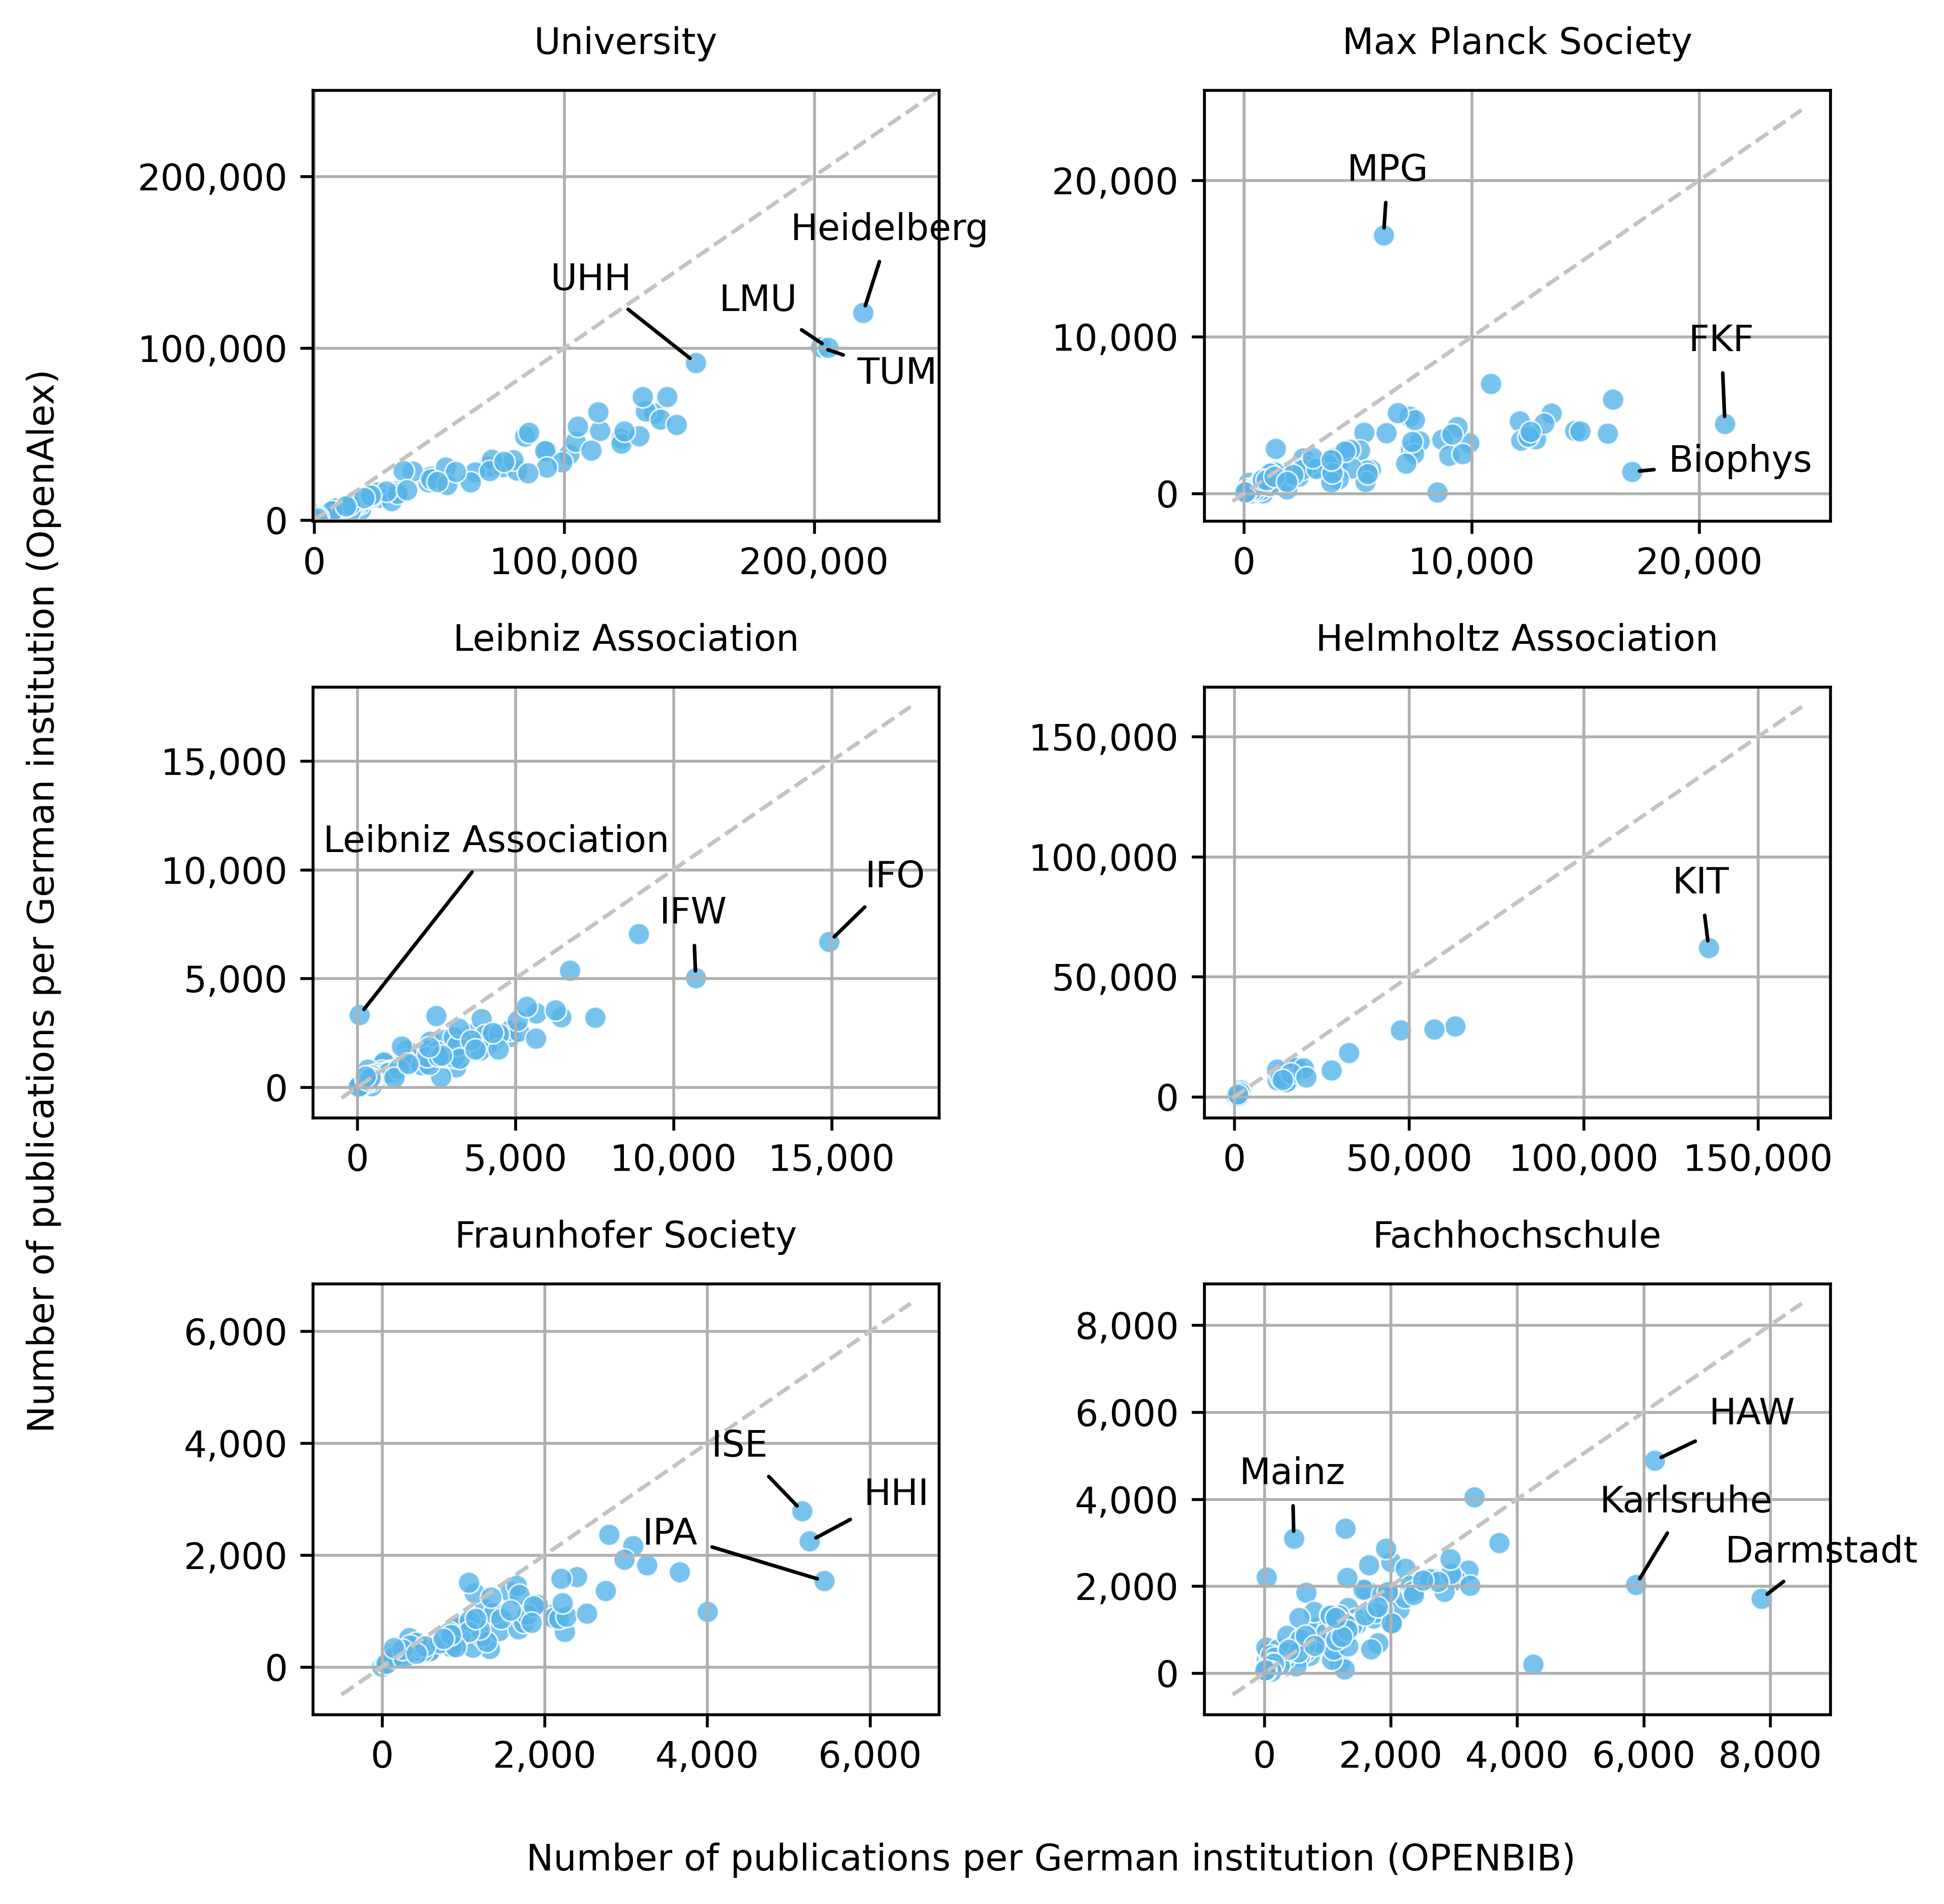 University
200,000
100,000
0
0
100,000
200,000
UHH
LMU
Heidelberg
TUM
Max Planck Society
20,000
10,000
0
0
10,000
20,000
MPG
FKF
Biophys
Leibniz Association
15,000
10,000
5,000
0
0
5,000
10,000
15,000
Leibniz Association
IFW
IFO
Helmholtz Association
150,000
100,000
50,000
0
0
50,000
100,000
150,000
KIT
Fraunhofer Society
6,000
4,000
2,000
0
0
2,000
4,000
6,000
ISE
HHI
IPA
Fachhochschule
8,000
6,000
4,000
2,000
0
0
2,000
4,000
6,000
8,000
Mainz
HAW
Karlsruhe
Darmstadt
Number of publications per German institution (OpenAlex)
Number of publications per German institution (OPENBIB)